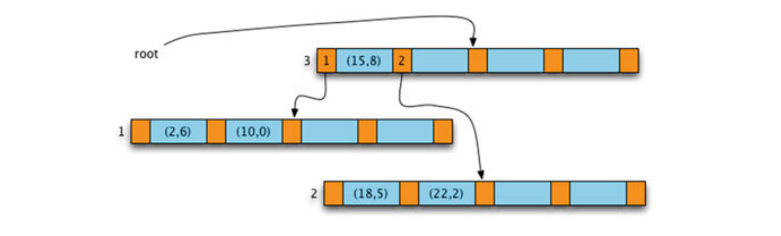 root
3 1 (15,8) 2
1 (2,6) (10,0)
2 (18,5) (22,2)